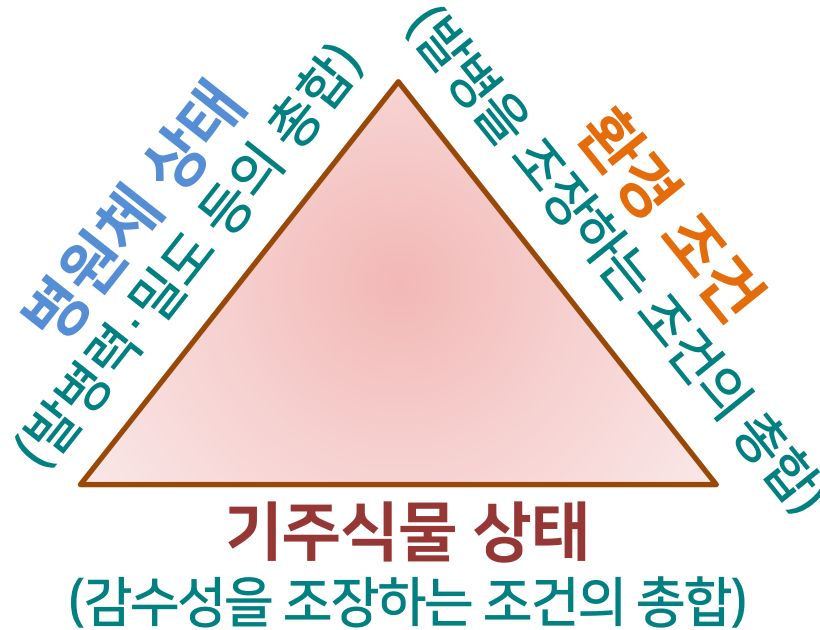 병원체 상태
(발병력·밀도 등의 총합)
환경 조건
(발병을 조장하는 조건의 총합)
기주식물 상태
(감수성을 조장하는 조건의 총합)